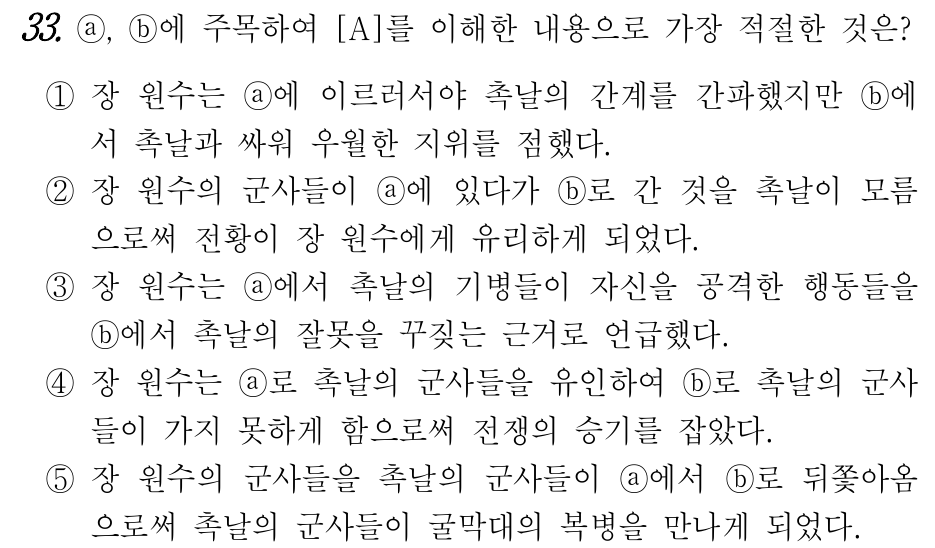 33. ⓐ, ⓑ에 주목하여 [A]를 이해한 내용으로 가장 적절한 것은?
① 장 원수는 ⓐ에 이르러서야 촉날의 간계를 간파했지만 ⓑ에
서 촉날과 싸워 우월한 지위를 점했다.
② 장 원수의 군사들이 ⓐ에 있다가 ⓑ로 간 것을 촉날이 모름
으로써 전황이 장 원수에게 유리하게 되었다.
③ 장 원수는 ⓐ에서 촉날의 기병들이 자신을 공격한 행동들을
ⓑ에서 촉날의 잘못을 꾸짖는 근거로 언급했다.
④ 장 원수는 ⓐ로 촉날의 군사들을 유인하여 ⓑ로 촉날의 군사
들이 가지 못하게 함으로써 전쟁의 승기를 잡았다.
⑤ 장 원수의 군사들을 촉날의 군사들이 ⓐ에서 ⓑ로 뒤쫓아옴
으로써 촉날의 군사들이 굴막대의 복병을 만나게 되었다.